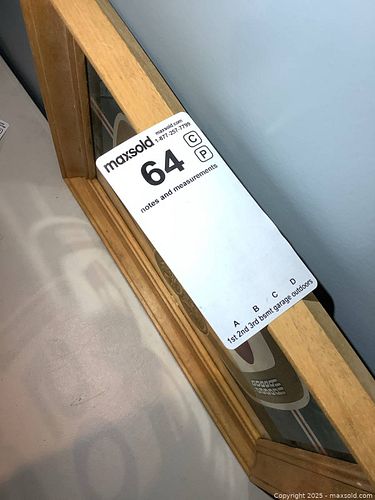 maxsold
maxsold.com
1-877-257-7799
64
C
P
notes and measurements
A B C D
1st 2nd 3rd bsmt garage outdoors
Copyright 2025 - maxsold.com